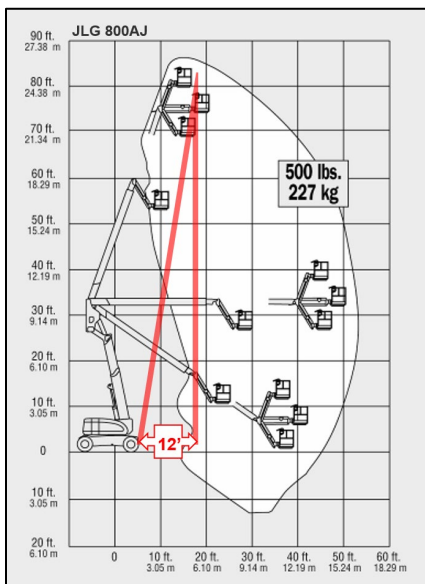 JLG 800AJ
90 ft.
27.38 m
80 ft.
24.38 m
70 ft.
21.34 m
60 ft.
18.29 m
50 ft.
15.24 m
40 ft.
12.19 m
30 ft.
9.14 m
20 ft.
6.10 m
10 ft.
3.05 m
0
10 ft.
3.05 m
20 ft.
6.10 m
500 lbs.
227 kg
12'
0 10 ft. 20 ft. 30 ft. 40 ft. 50 ft. 60 ft.
3.05 m 6.10 m 9.14 m 12.19 m 15.24 m 18.29 m